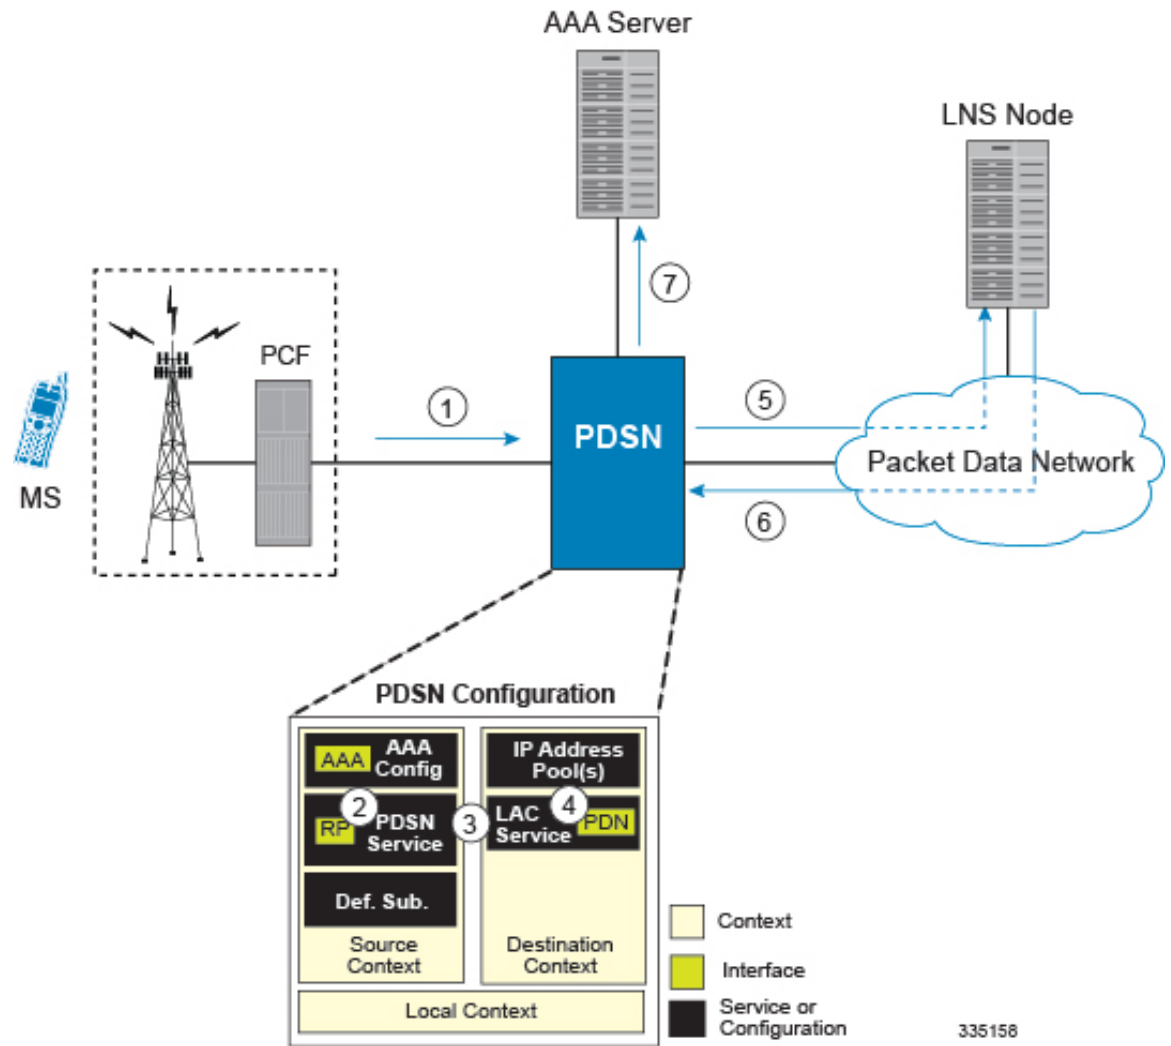 AAA Server
LNS Node
7
PCF
1
5
PDSN
Packet Data Network
MS
6
PDSN Configuration
AAA
AAA
Config
IP Address
Pool(s)
2
3
4
RP
PDSN
Service
LAC
Service
PDN
Def. Sub.
Source
Context
Destination
Context
Local Context
Context
Interface
Service or
Configuration
335158